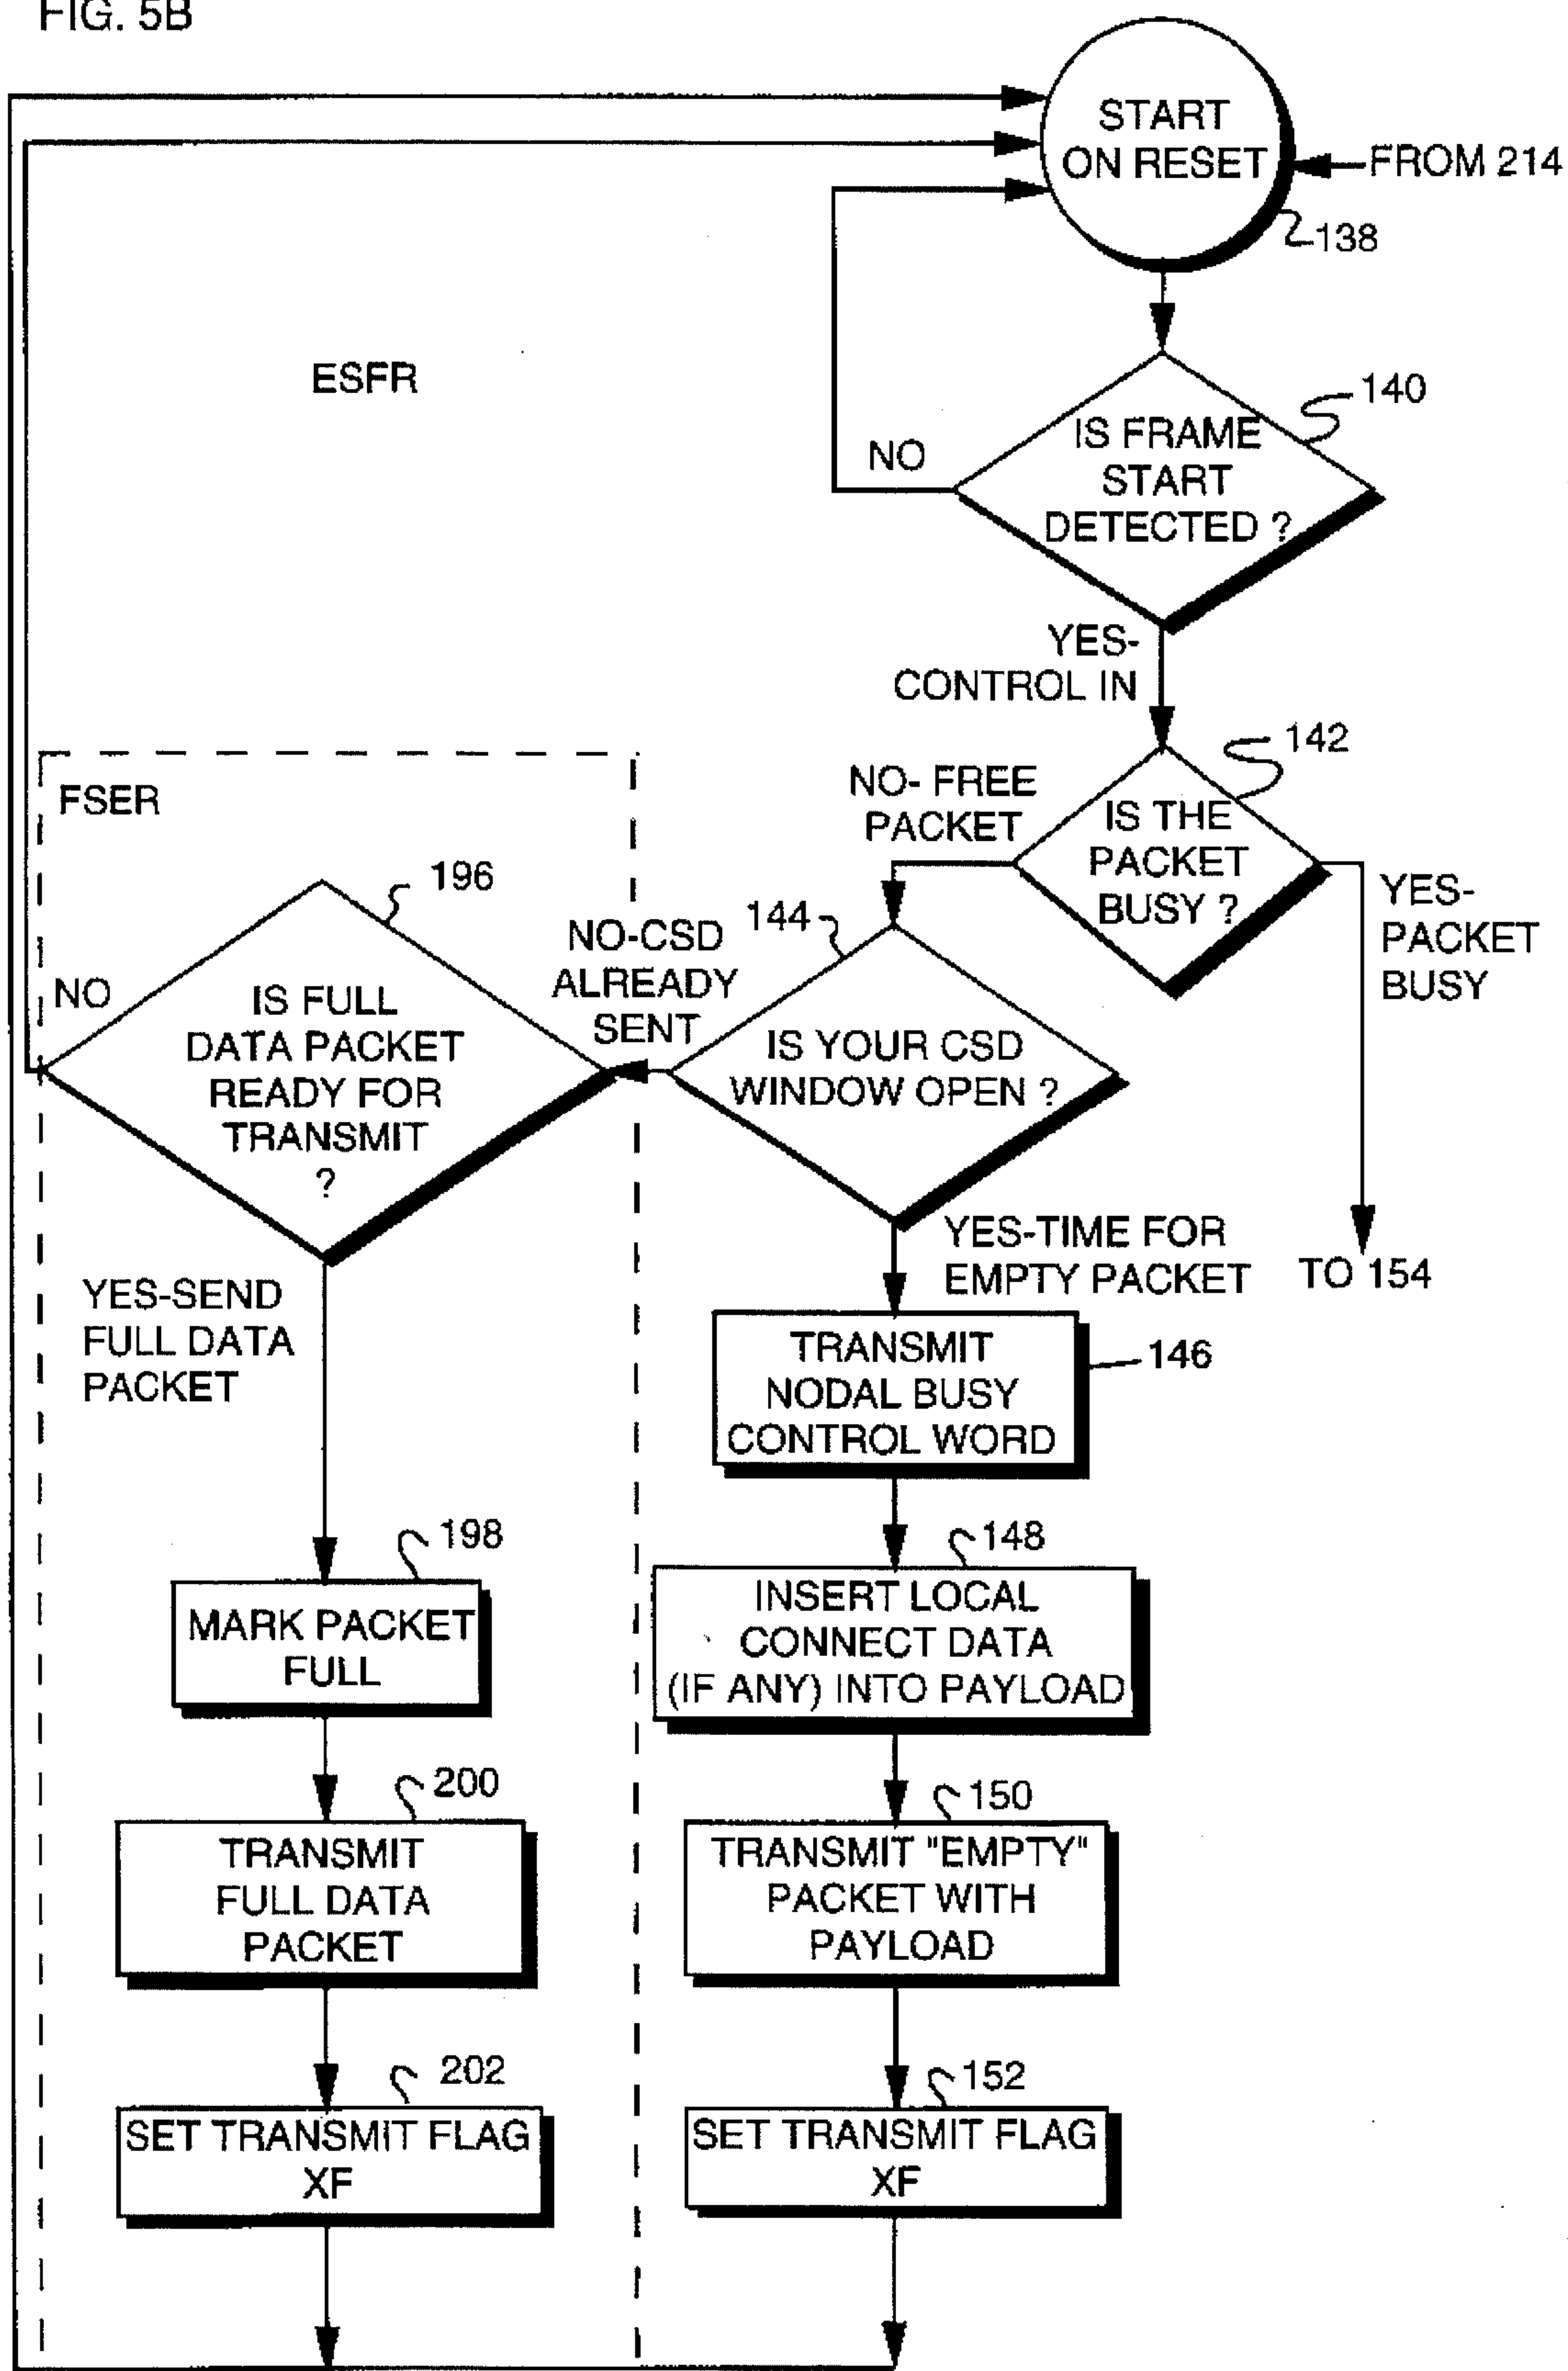 FIG. 5B
START
ON RESET
FROM 214
138
ESFR
140
IS FRAME
START
DETECTED ?
NO
YES-
CONTROL IN
142
NO- FREE
PACKET
IS THE
PACKET
BUSY ?
YES-
PACKET
BUSY
TO 154
FSER
196
NO
IS FULL
DATA PACKET
READY FOR
TRANSMIT
?
NO-CSD
ALREADY
SENT
144
IS YOUR CSD
WINDOW OPEN ?
YES-TIME FOR
EMPTY PACKET
YES-SEND
FULL DATA
PACKET
TRANSMIT
NODAL BUSY
CONTROL WORD
146
198
MARK PACKET
FULL
148
INSERT LOCAL
CONNECT DATA
(IF ANY) INTO PAYLOAD
200
TRANSMIT
FULL DATA
PACKET
150
TRANSMIT "EMPTY"
PACKET WITH
PAYLOAD
202
SET TRANSMIT FLAG
XF
152
SET TRANSMIT FLAG
XF